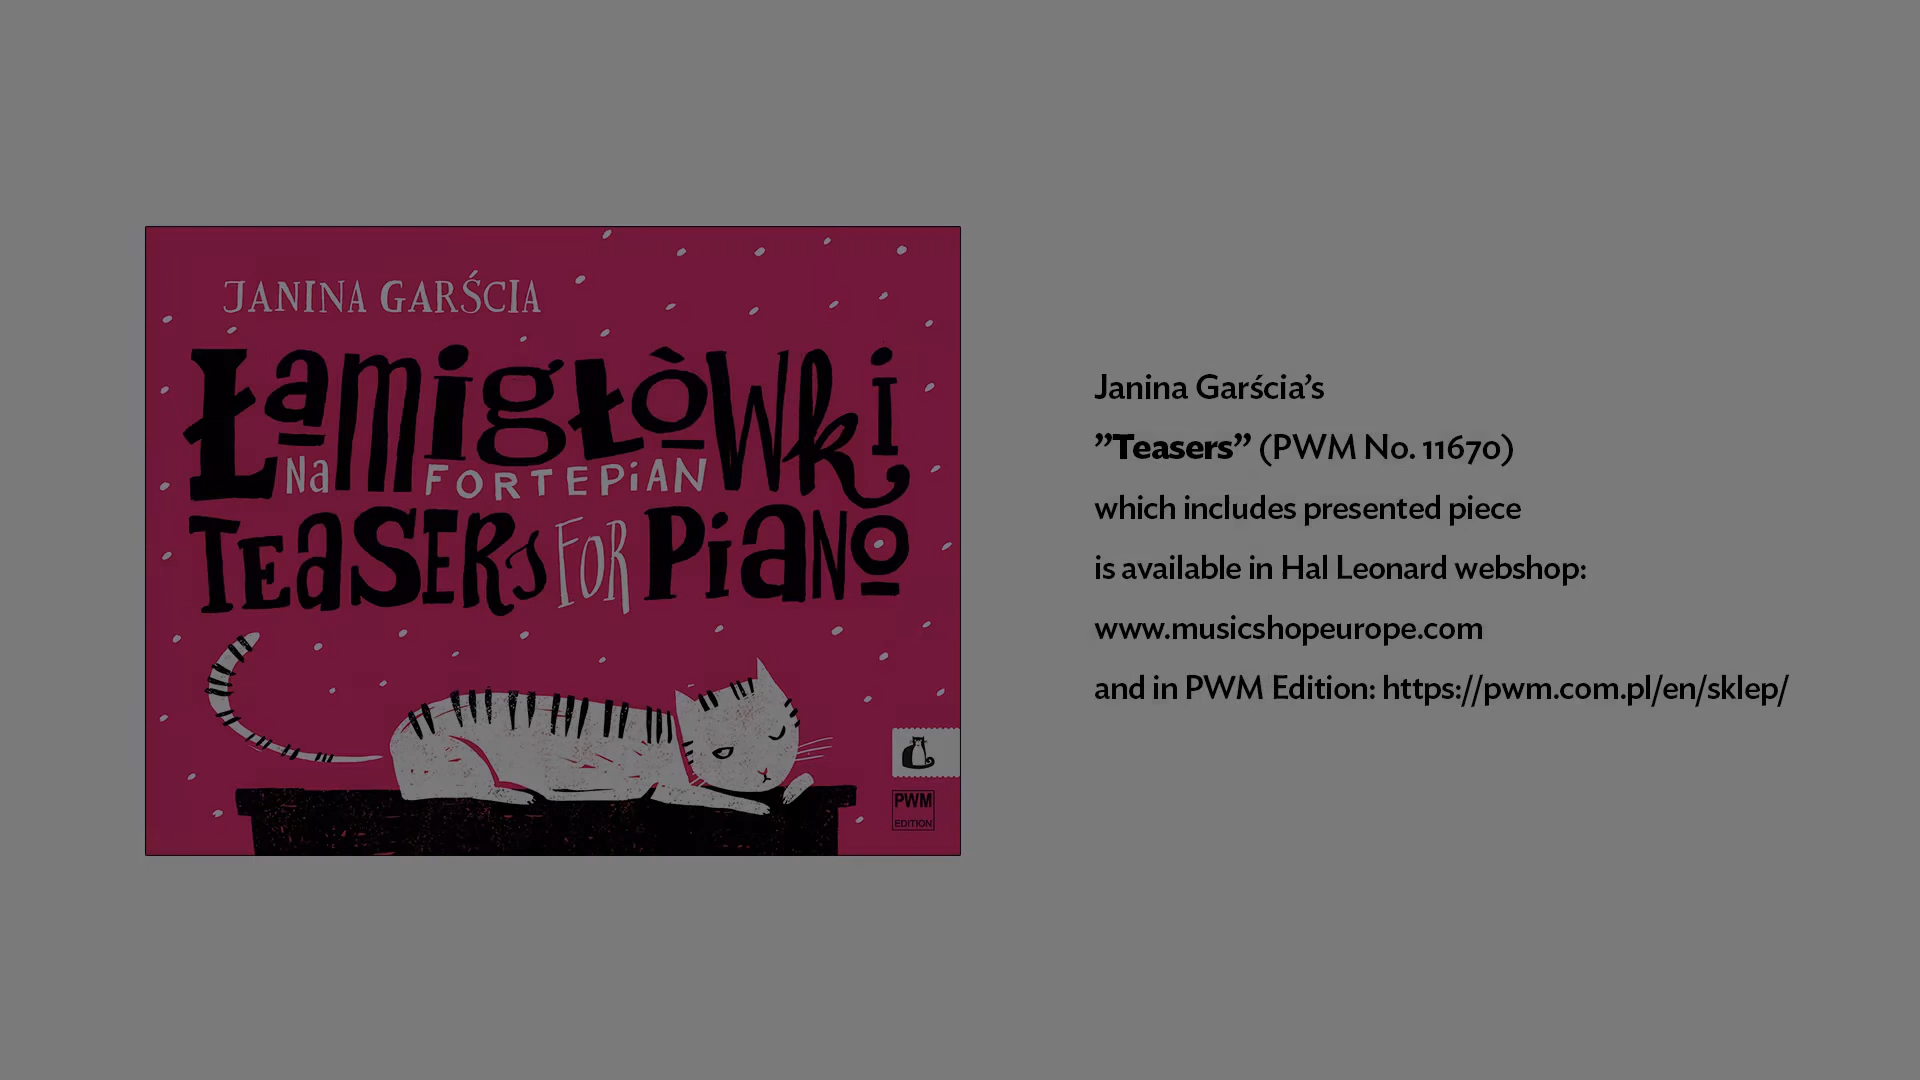 JANINA GARŚCIA
Łamigłòwki
Na FORTEPiAN
TEaSERS FOR PiaNO
PWM
EDITION
Janina Garścia’s
”Teasers” (PWM No. 11670)
which includes presented piece
is available in Hal Leonard webshop:
www.musicshopeurope.com
and in PWM Edition: https://pwm.com.pl/en/sklep/